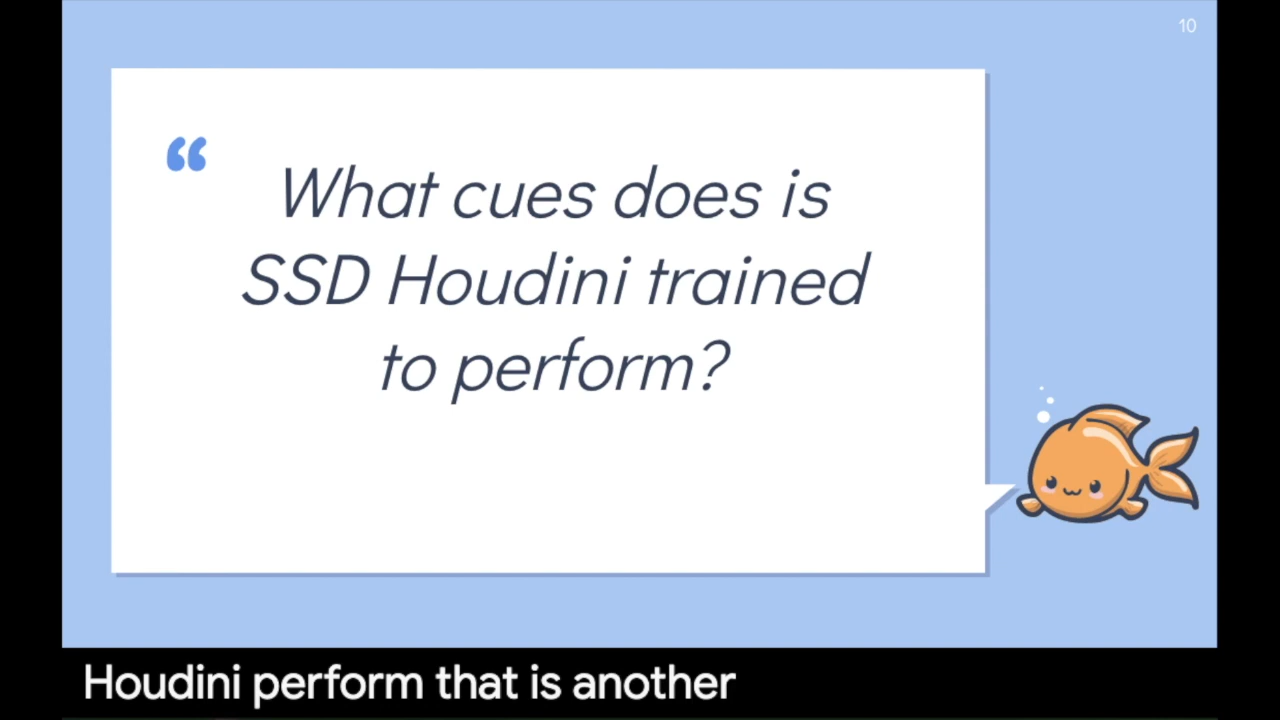 10
“
What cues does is
SSD Houdini trained
to perform?
Houdini perform that is another